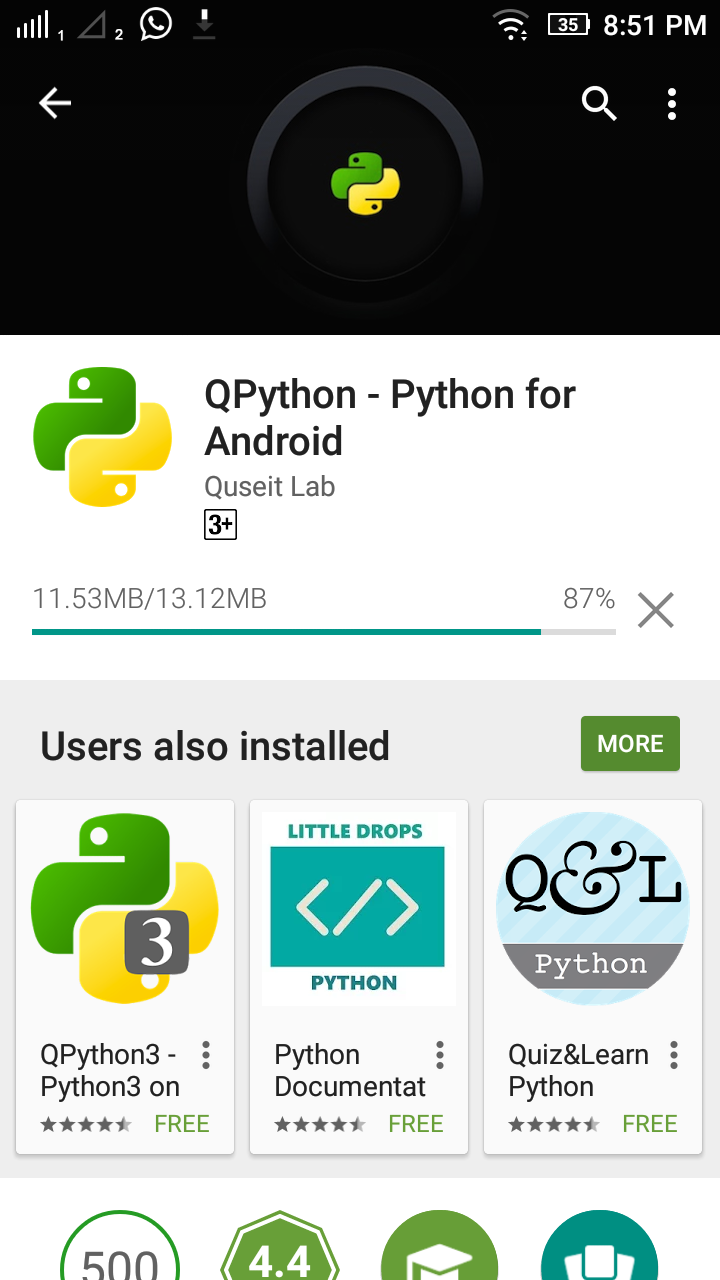 1 2 35 8:51 PM
QPython - Python for
Android
Quseit Lab
3+
11.53MB/13.12MB 87%
Users also installed MORE
3
LITTLE DROPS
</>
PYTHON
Q&L
Python
QPython3 -
Python3 on
FREE
Python
Documentat
FREE
Quiz&Learn
Python
FREE
500 4.4